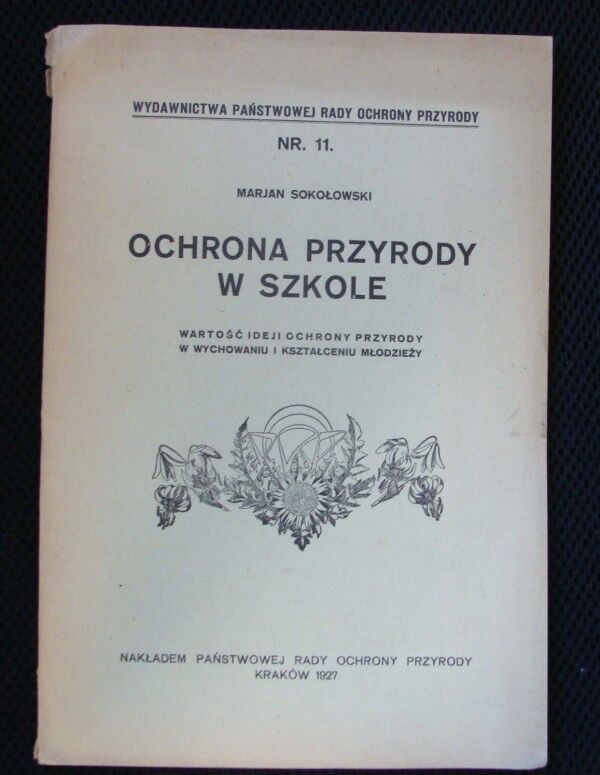 WYDAWNICTWA PAŃSTWOWEJ RADY OCHRONY PRZYRODY
NR. 11.
MARJAN SOKOŁOWSKI
OCHRONA PRZYRODY
W SZKOLE
WARTOŚĆ IDEJI OCHRONY PRZYRODY
W WYCHOWANIU I KSZTAŁCENIU MŁODZIEŻY
NAKŁADEM PAŃSTWOWEJ RADY OCHRONY PRZYRODY
KRAKÓW 1927